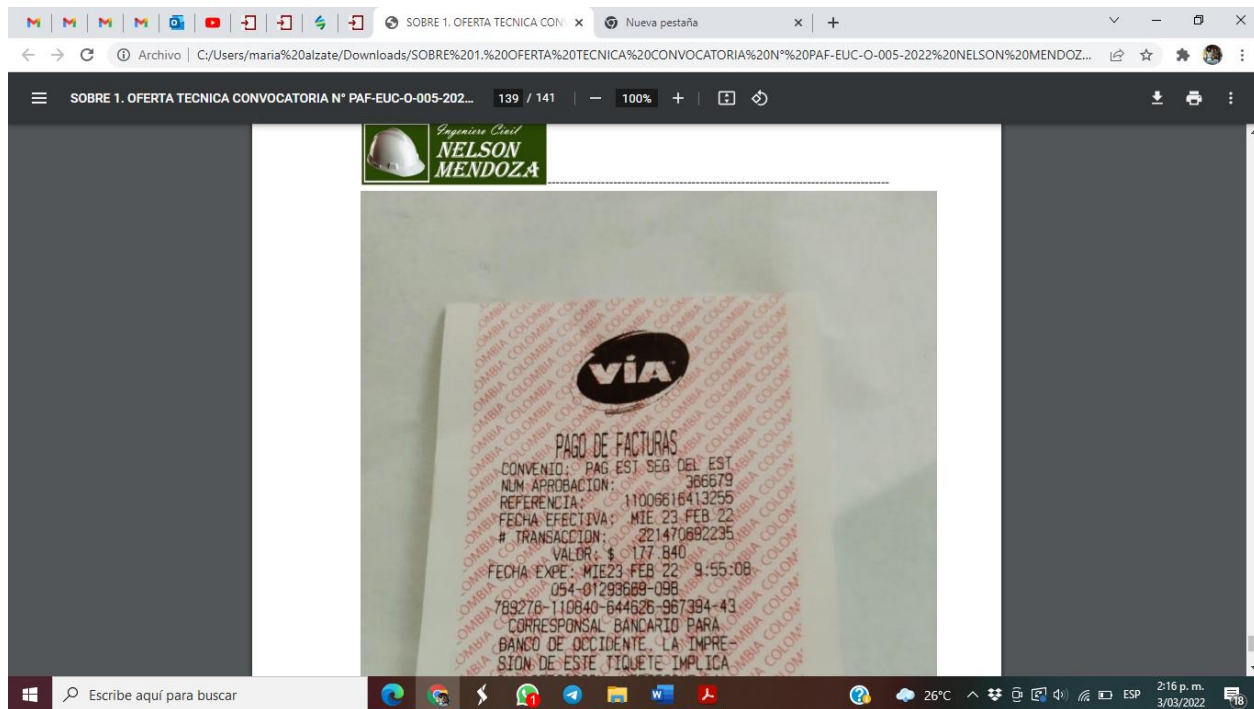 SOBRE 1. OFERTA TECNICA CON
Nueva pestaña
Archivo | C:/Users/maria%20alzate/Downloads/SOBRE%201.%20OFERTA%20TECNICA%20CONVOCATORIA%20N°%20PAF-EUC-O-005-2022%20NELSON%20MENDOZ...
SOBRE 1. OFERTA TECNICA CONVOCATORIA N° PAF-EUC-O-005-202... 139 / 141 | − 100% +
Ingeniero Civil
NELSON
MENDOZA
VIA
PAGO DE FACTURAS
CONVENIO: PAG EST SEG DEL EST
NUM APROBACION: 366679
REFERENCIA: 11006616413255
FECHA EFECTIVA: MIE 23 FEB 22
# TRANSACCION: 221470692235
VALOR: $ 177.840
FECHA EXPE: MIE23 FEB 22 9:55:08
054-01293669-098
789276-110840-644626-967394-43
CORRESPONSAL BANCARIO PARA
BANCO DE OCCIDENTE. LA IMPRE-
SION DE ESTE TIQUETE IMPLICA
Escribe aquí para buscar
26°C
ESP
2:16 p. m.
3/03/2022
18